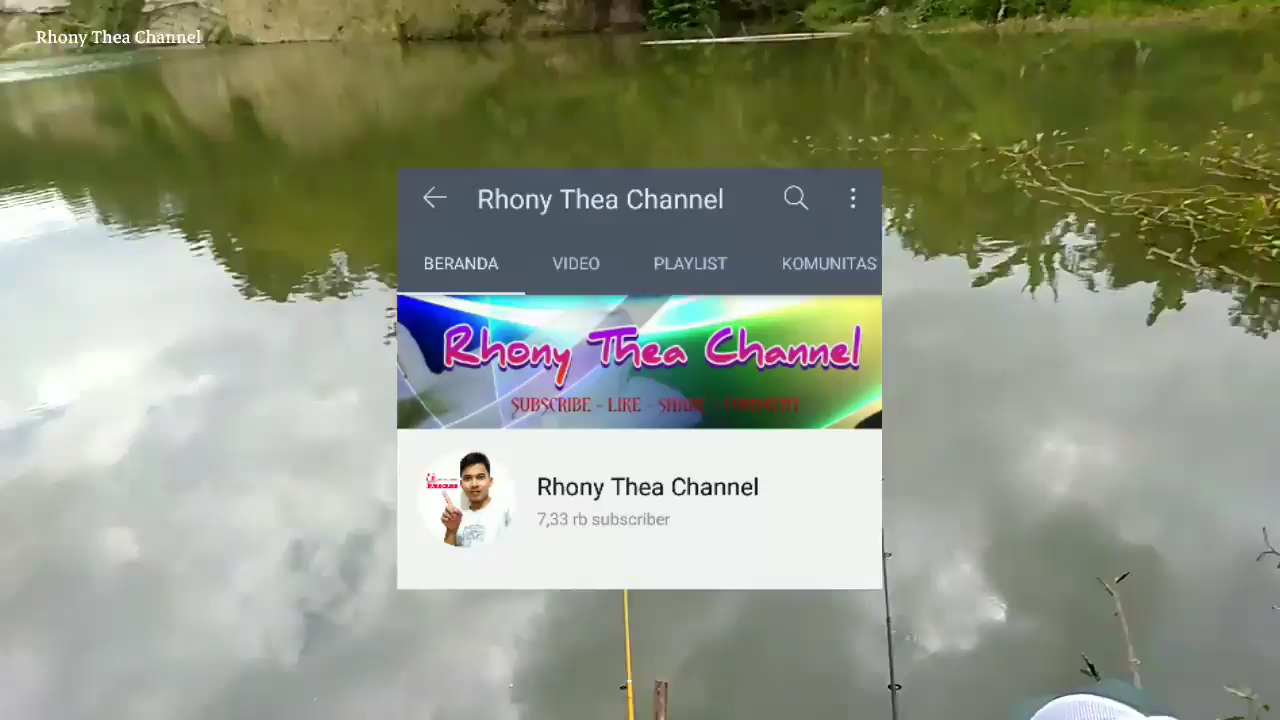 Rhony Thea Channel
Rhony Thea Channel
BERANDA VIDEO PLAYLIST KOMUNITAS
Rhony Thea Channel
SUBSCRIBE - LIKE - SHARE - COMMENT
Rhony Thea Channel
7,33 rb subscriber